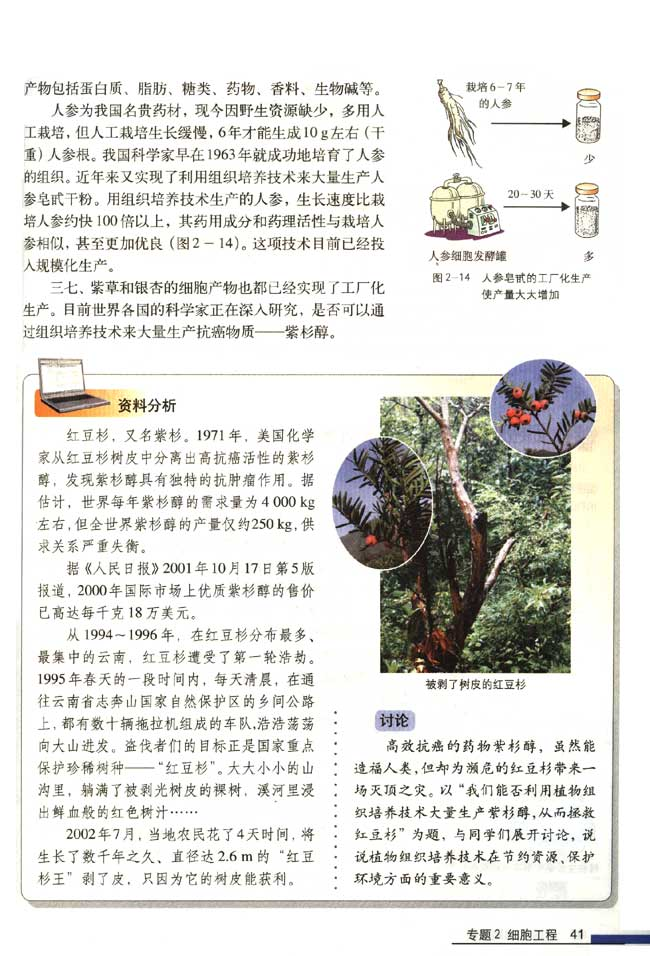 产物包括蛋白质、脂肪、糖类、药物、香料、生物碱等。
人参为我国名贵药材，现今因野生资源缺少，多用人
工栽培，但人工栽培生长缓慢，6年才能生成10 g左右（干
重）人参根。我国科学家早在1963年就成功地培育了人参
的组织。近年来又实现了利用组织培养技术来大量生产人
参皂甙干粉。用组织培养技术生产的人参，生长速度比栽
培人参约快100倍以上，其药用成分和药理活性与栽培人
参相似，甚至更加优良（图2－14）。这项技术目前已经投
入规模化生产。
三七、紫草和银杏的细胞产物也都已经实现了工厂化
生产。目前世界各国的科学家正在深入研究，是否可以通
过组织培养技术来大量生产抗癌物质——紫杉醇。
栽培6－7年
的人参
少
20－30天
人参细胞发酵罐
多
图2－14 人参皂甙的工厂化生产
使产量大大增加
资料分析
红豆杉，又名紫杉。1971年，美国化学
家从红豆杉树皮中分离出高抗癌活性的紫杉
醇，发现紫杉醇具有独特的抗肿瘤作用。据
估计，世界每年紫杉醇的需求量为4 000 kg
左右，但全世界紫杉醇的产量仅约250 kg，供
求关系严重失衡。
据《人民日报》2001年10月17日第5版
报道，2000年国际市场上优质紫杉醇的售价
已高达每千克18万美元。
从1994～1996年，在红豆杉分布最多、
最集中的云南，红豆杉遭受了第一轮浩劫。
1995年春天的一段时间内，每天清晨，在通
往云南省志奔山国家自然保护区的乡间公路
上，都有数十辆拖拉机组成的车队，浩浩荡荡
向大山进发。盗伐者们的目标正是国家重点
保护珍稀树种——“红豆杉”。大大小小的山
沟里，躺满了被剥光树皮的裸树，溪河里浸
出鲜血般的红色树汁……
2002年7月，当地农民花了4天时间，将
生长了数千年之久、直径达2.6 m的“红豆
杉王”剥了皮，只因为它的树皮能获利。
被剥了树皮的红豆杉
讨论
高效抗癌的药物紫杉醇，虽然能
造福人类，但却为濒危的红豆杉带来一
场灭顶之灾。以“我们能否利用植物组
织培养技术大量生产紫杉醇，从而拯救
红豆杉”为题，与同学们展开讨论，说
说植物组织培养技术在节约资源、保护
环境方面的重要意义。
专题2 细胞工程 41